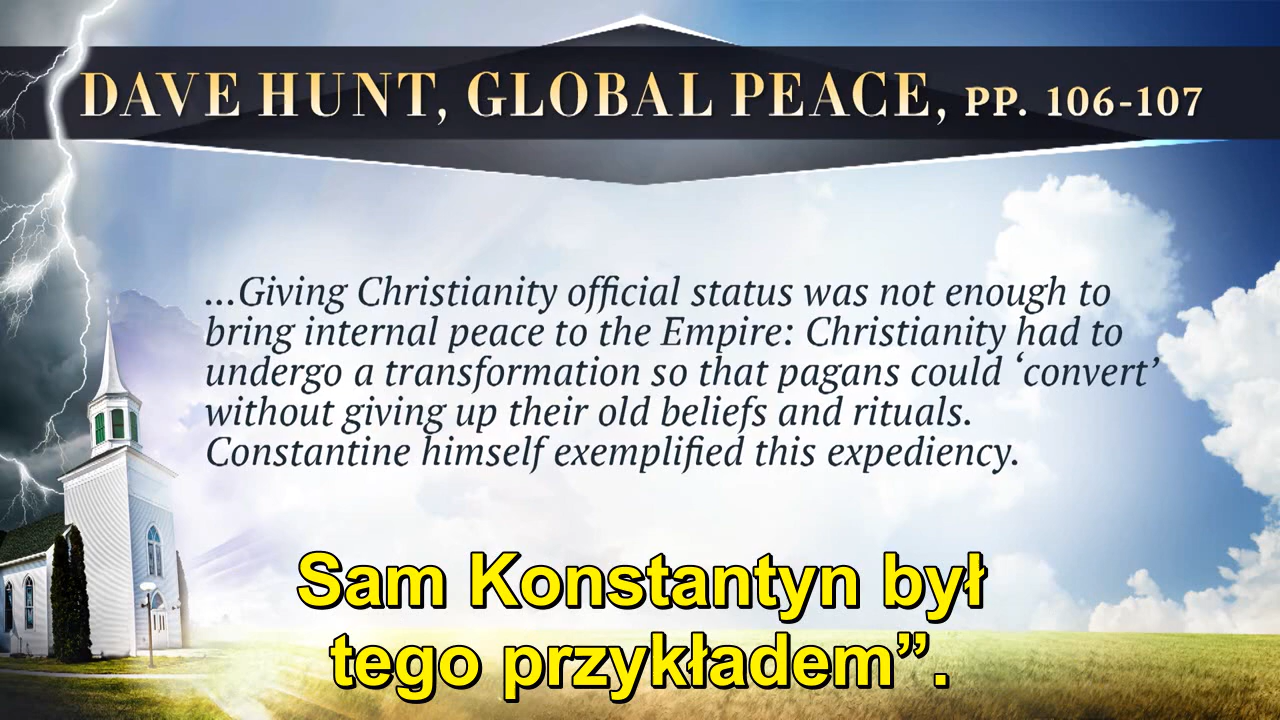 DAVE HUNT, GLOBAL PEACE, PP. 106-107
...Giving Christianity official status was not enough to
bring internal peace to the Empire: Christianity had to
undergo a transformation so that pagans could ‘convert’
without giving up their old beliefs and rituals.
Constantine himself exemplified this expediency.
Sam Konstantyn był
tego przykładem”.